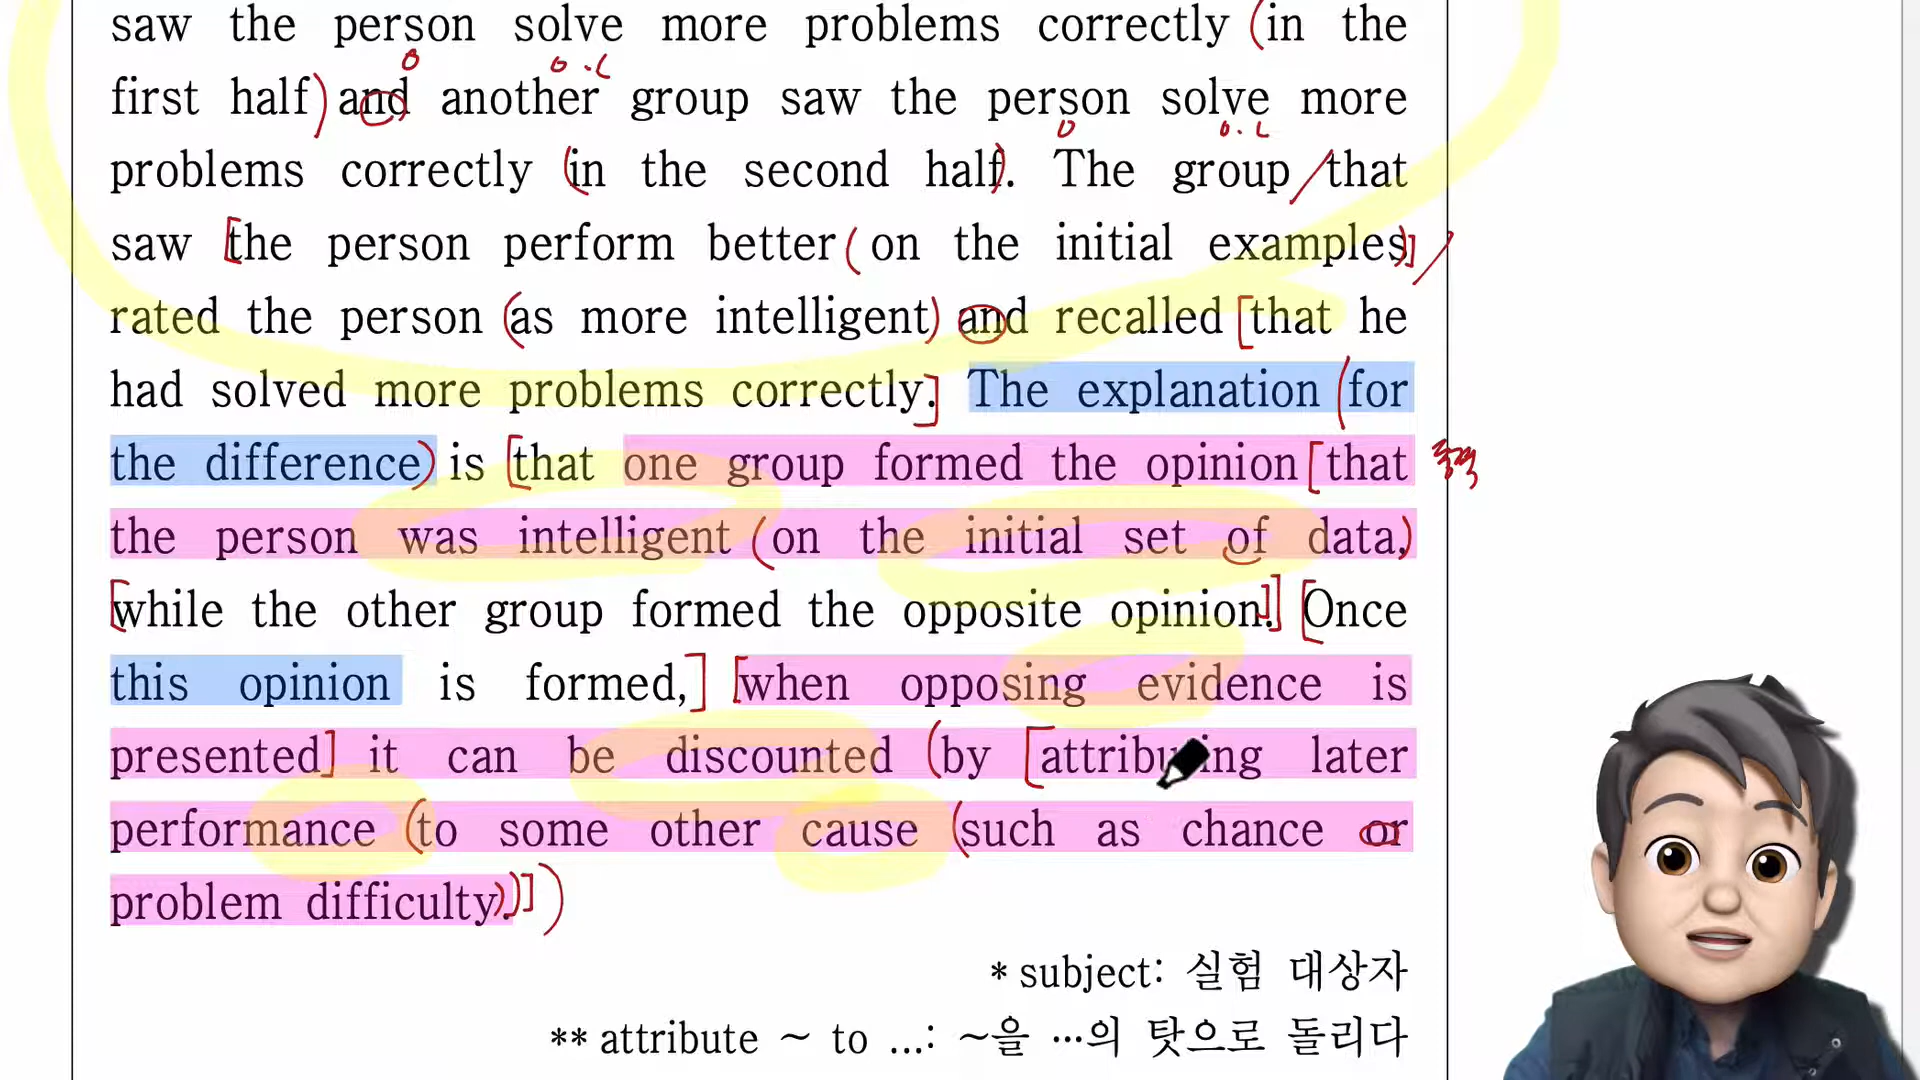 saw the person solve more problems correctly (in the
first half) and another group saw the person solve more
problems correctly (in the second half). The group / that
saw [the person perform better (on the initial examples)] /
rated the person (as more intelligent) and recalled [that he
had solved more problems correctly.] The explanation (for
the difference) is [that one group formed the opinion [that 동격
the person was intelligent (on the initial set of data,)
[while the other group formed the opposite opinion.]] [Once
this opinion is formed,] [when opposing evidence is
presented] it can be discounted (by [attributing later
performance (to some other cause (such as chance or
problem difficulty.))])
* subject: 실험 대상자
** attribute ~ to ...: ~을 …의 탓으로 돌리다